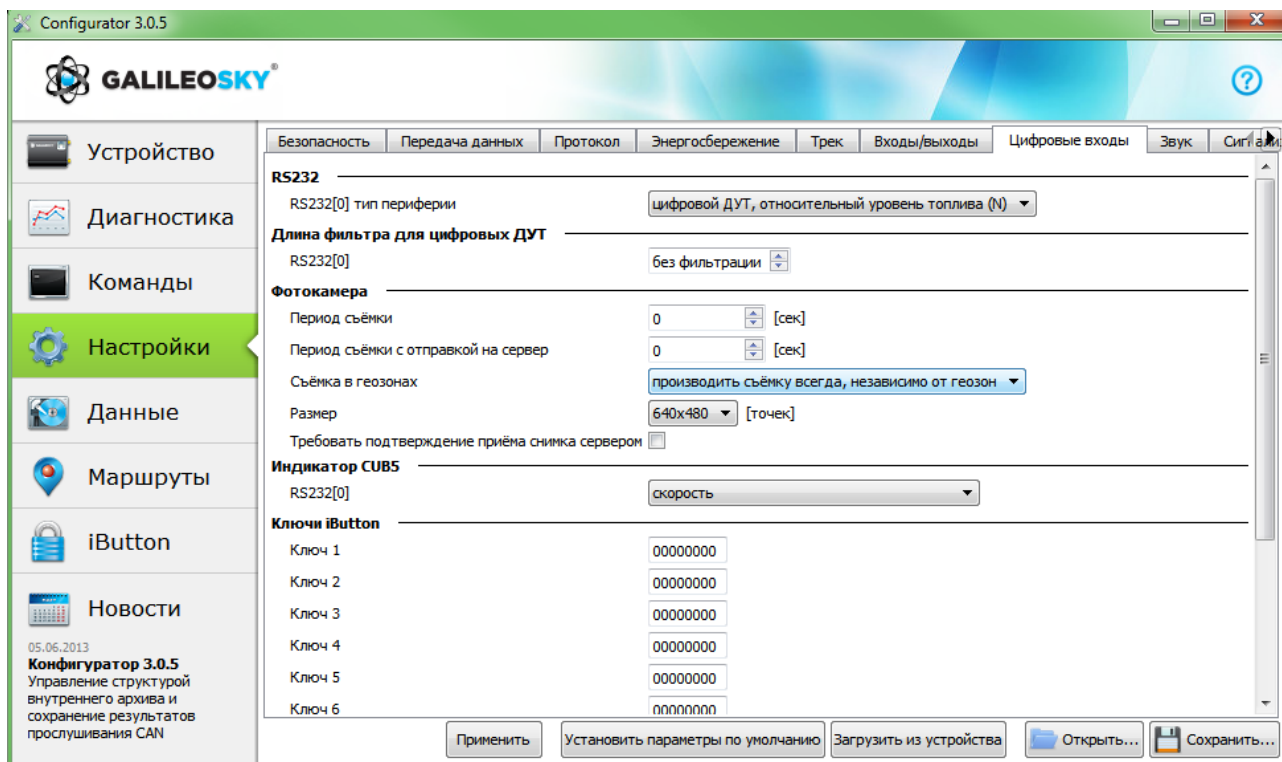 Configurator 3.0.5
GALILEOSKY®
Устройство
Диагностика
Команды
Настройки
Данные
Маршруты
iButton
Новости
05.06.2013
Конфигуратор 3.0.5
Управление структурой
внутреннего архива и
сохранение результатов
прослушивания CAN
Безопасность Передача данных Протокол Энергосбережение Трек Входы/выходы Цифровые входы Звук
RS232
RS232[0] тип периферии цифровой ДУТ, относительный уровень топлива (N)
Длина фильтра для цифровых ДУТ
RS232[0] без фильтрации
Фотокамера
Период съёмки 0 [сек]
Период съёмки с отправкой на сервер 0 [сек]
Съёмка в геозонах производить съёмку всегда, независимо от геозон
Размер 640x480 [точек]
Требовать подтверждение приёма снимка сервером
Индикатор CUB5
RS232[0] скорость
Ключи iButton
Ключ 1 00000000
Ключ 2 00000000
Ключ 3 00000000
Ключ 4 00000000
Ключ 5 00000000
Ключ 6 00000000
Применить Установить параметры по умолчанию Загрузить из устройства Открыть... Сохранить...